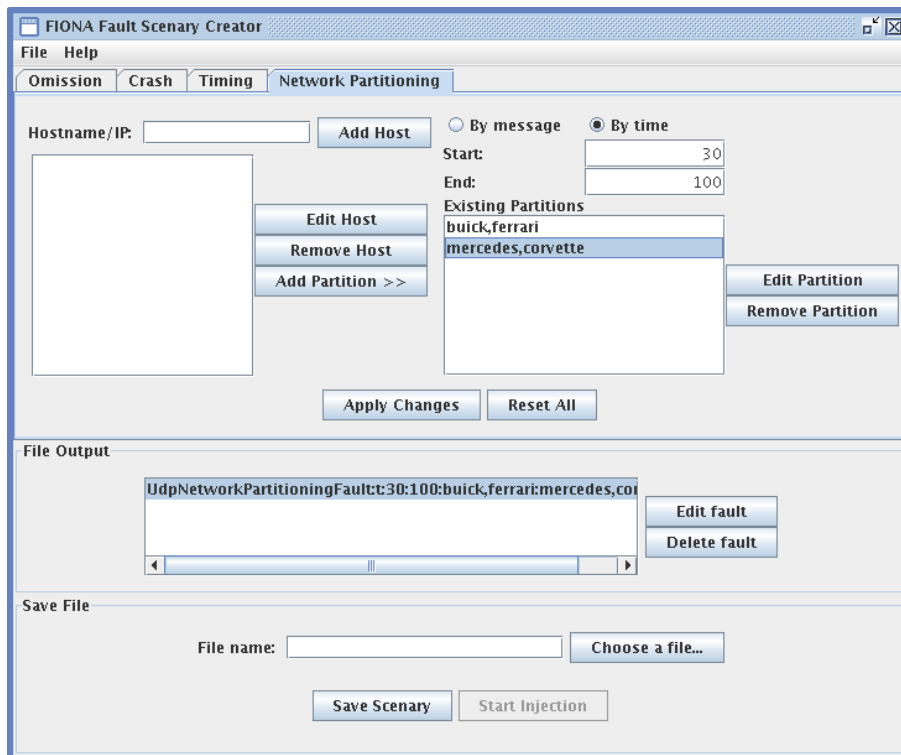 FIONA Fault Scenary Creator
File Help
Omission Crash Timing Network Partitioning
Hostname/IP: Add Host By message By time
Start: 30
End: 100
Existing Partitions
Edit Host buick,ferrari
Remove Host mercedes,corvette
Add Partition >> Edit Partition
Remove Partition
Apply Changes Reset All
File Output
UdpNetworkPartitioningFault:t:30:100:buick,ferrari:mercedes,cor
Edit fault
Delete fault
Save File
File name: Choose a file...
Save Scenary Start Injection